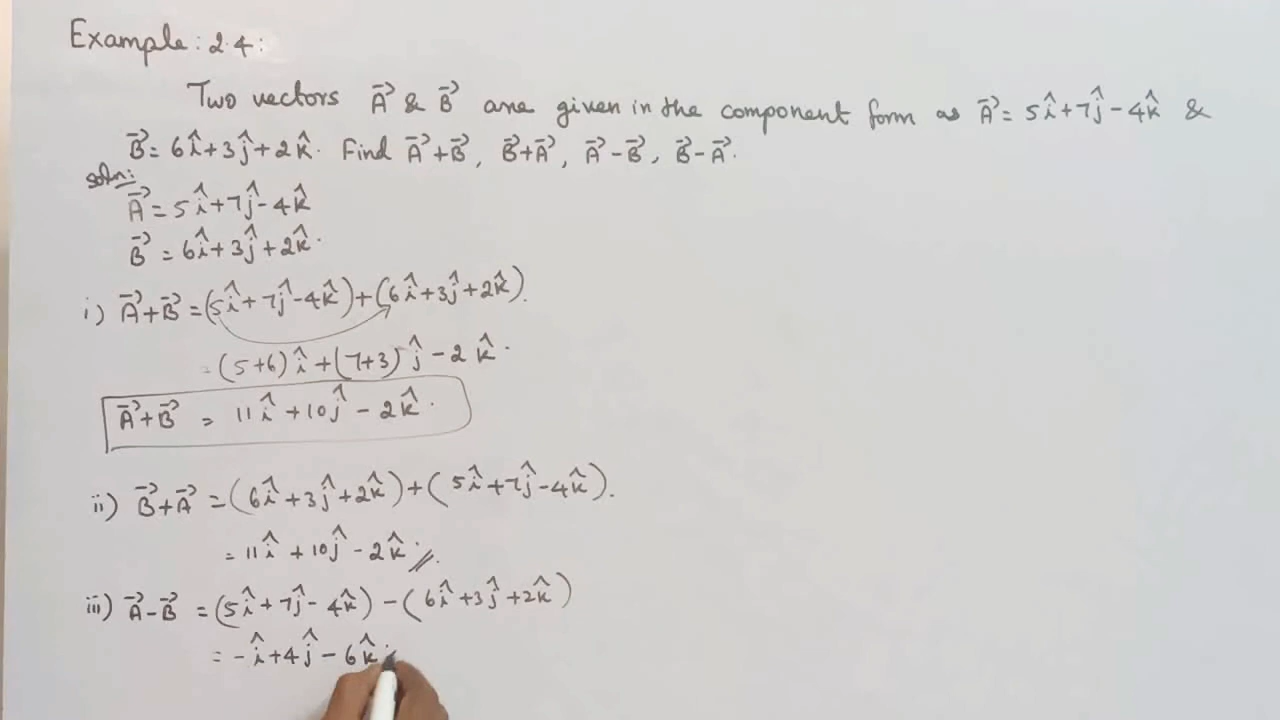 Example: 2.4:
Two vectors A⃗ & B⃗ are given in the component form as A⃗ = 5î+7ĵ-4k̂ &
B⃗ = 6î+3ĵ+2k̂. Find A⃗+B⃗, B⃗+A⃗, A⃗-B⃗, B⃗-A⃗.
soln:
A⃗ = 5î+7ĵ-4k̂
B⃗ = 6î+3ĵ+2k̂.
i) A⃗+B⃗ = (5î+7ĵ-4k̂)+(6î+3ĵ+2k̂).
= (5+6)î+(7+3)ĵ-2k̂.
A⃗+B⃗ = 11î+10ĵ-2k̂.
ii) B⃗+A⃗ = (6î+3ĵ+2k̂)+(5î+7ĵ-4k̂).
= 11î+10ĵ-2k̂.//.
iii) A⃗-B⃗ = (5î+7ĵ-4k̂)-(6î+3ĵ+2k̂)
= -î+4ĵ-6k̂